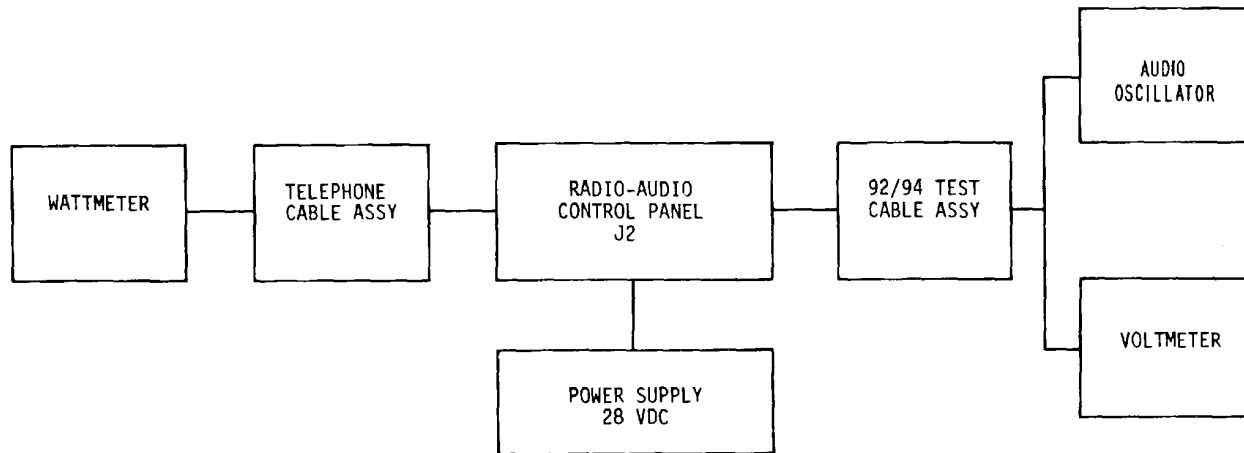 AUDIO
OSCILLATOR
WATTMETER
TELEPHONE
CABLE ASSY
RADIO-AUDIO
CONTROL PANEL
J2
92/94 TEST
CABLE ASSY
VOLTMETER
POWER SUPPLY
28 VDC